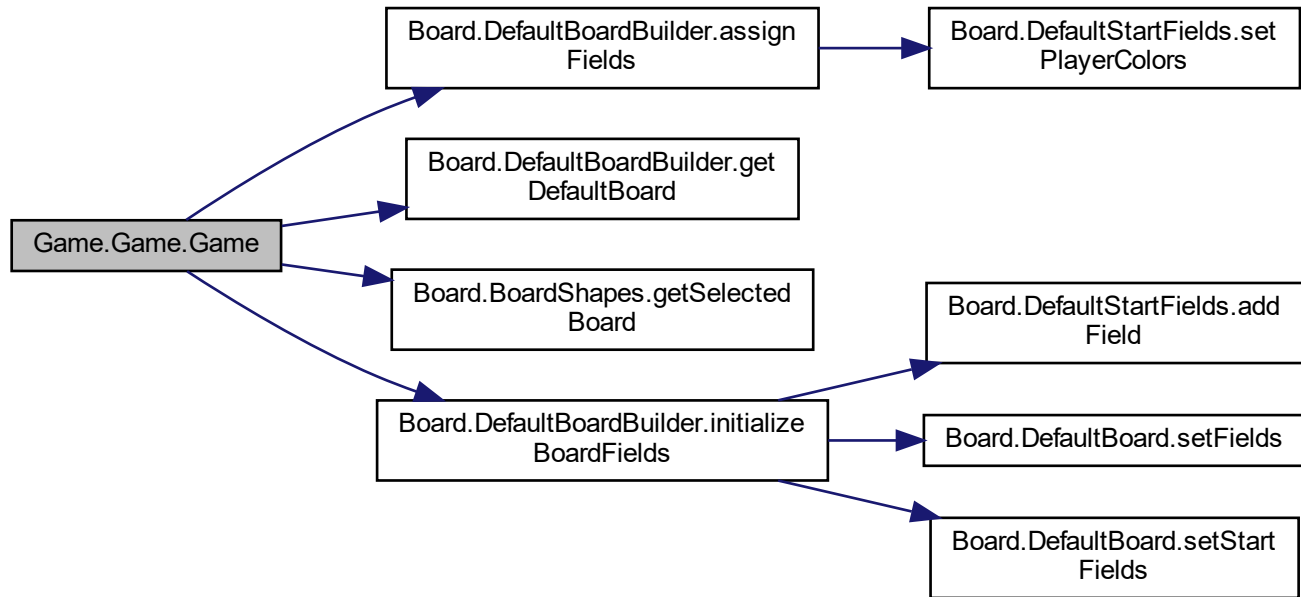 Board.DefaultBoardBuilder.assign
Fields
Board.DefaultStartFields.set
PlayerColors
Board.DefaultBoardBuilder.get
DefaultBoard
Game.Game.Game
Board.BoardShapes.getSelected
Board
Board.DefaultStartFields.add
Field
Board.DefaultBoardBuilder.initialize
BoardFields
Board.DefaultBoard.setFields
Board.DefaultBoard.setStart
Fields